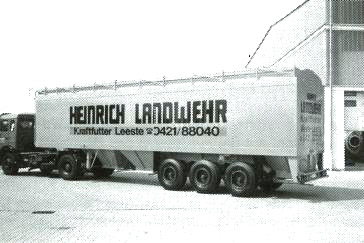 HEINRICH LANDWEHR
Kraftfutter Leeste ☎0421/88040